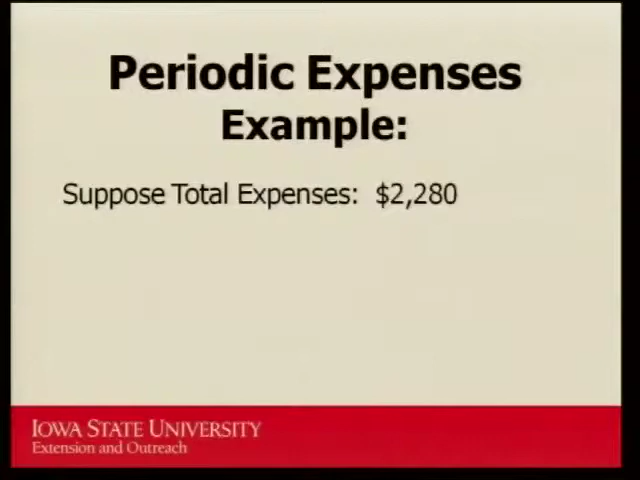 Periodic Expenses
Example:
Suppose Total Expenses: $2,280
IOWA STATE UNIVERSITY
Extension and Outreach